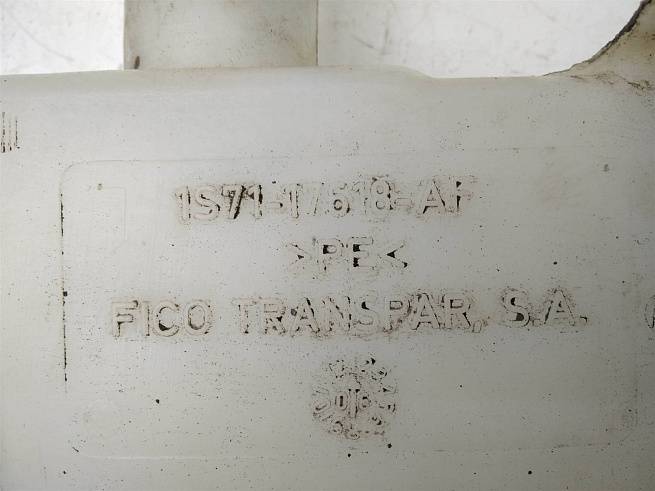 1S71-17618-AF
>PE<
FICO TRANSPAR, S.A.